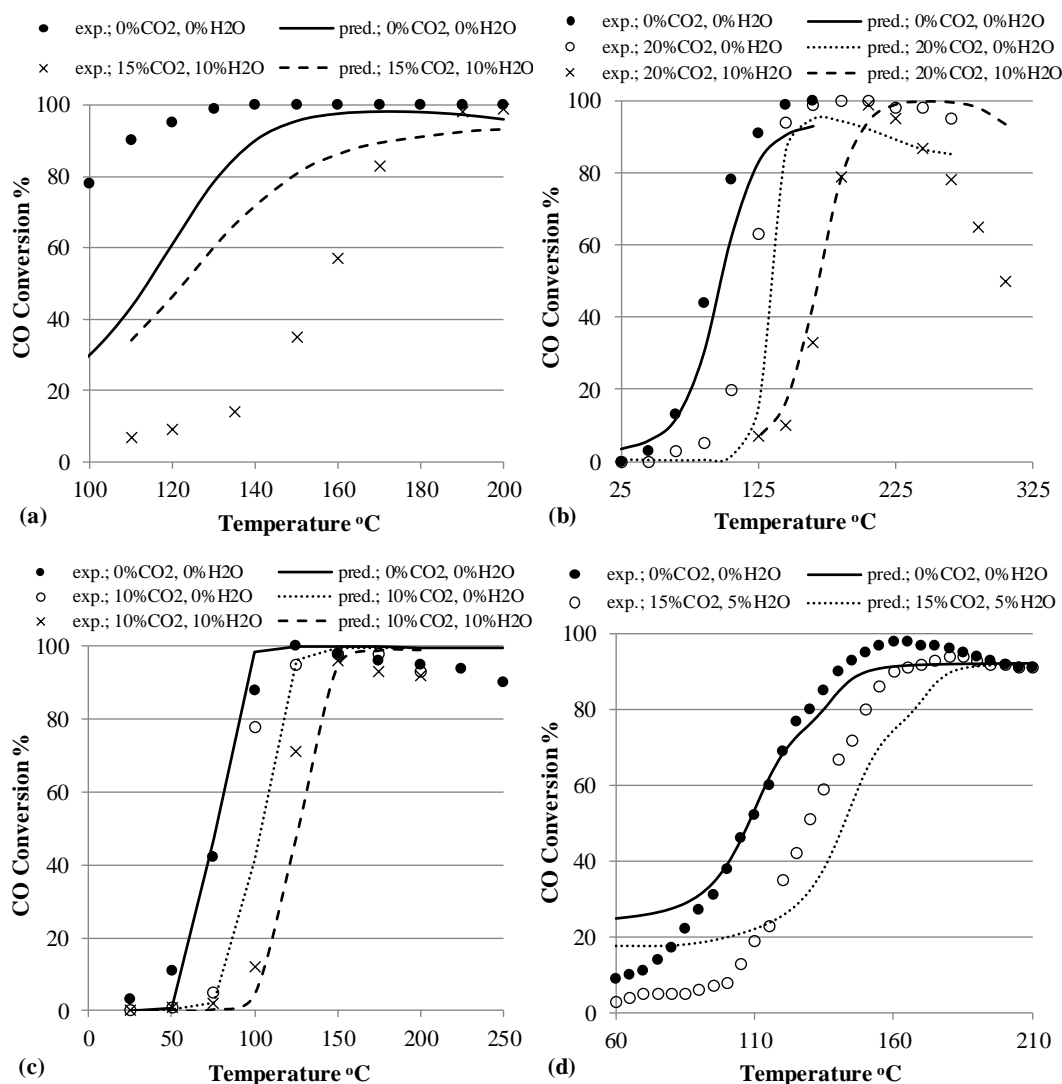 exp.; 0%CO2, 0%H2O pred.; 0%CO2, 0%H2O
exp.; 15%CO2, 10%H2O pred.; 15%CO2, 10%H2O
CO Conversion %
100
80
60
40
20
0
100 120 140 160 180 200
(a)
Temperature °C
exp.; 0%CO2, 0%H2O pred.; 0%CO2, 0%H2O
exp.; 20%CO2, 0%H2O pred.; 20%CO2, 0%H2O
exp.; 20%CO2, 10%H2O pred.; 20%CO2, 10%H2O
CO Conversion %
100
80
60
40
20
0
25 125 225 325
(b)
Temperature °C
exp.; 0%CO2, 0%H2O pred.; 0%CO2, 0%H2O
exp.; 10%CO2, 0%H2O pred.; 10%CO2, 0%H2O
exp.; 10%CO2, 10%H2O pred.; 10%CO2, 10%H2O
CO Conversion %
100
80
60
40
20
0
0 50 100 150 200 250
(c)
Temperature °C
exp.; 0%CO2, 0%H2O pred.; 0%CO2, 0%H2O
exp.; 15%CO2, 5%H2O pred.; 15%CO2, 5%H2O
CO Conversion %
100
80
60
40
20
0
60 110 160 210
(d)
Temperature °C